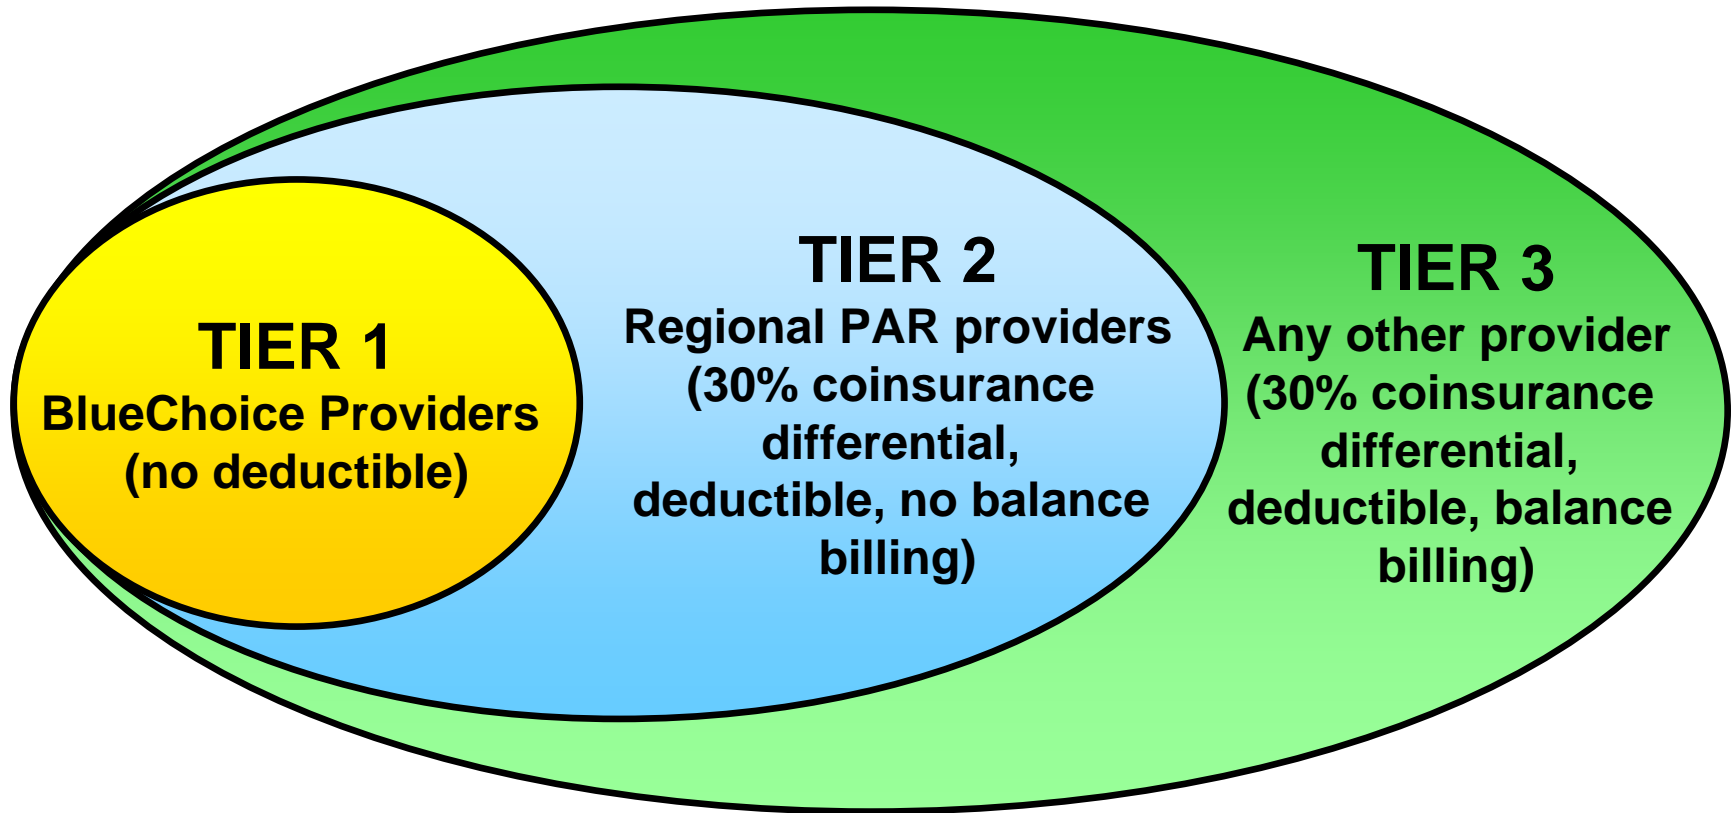 TIER 1
BlueChoice Providers
(no deductible)
TIER 2
Regional PAR providers
(30% coinsurance
differential,
deductible, no balance
billing)
TIER 3
Any other provider
(30% coinsurance
differential,
deductible, balance
billing)